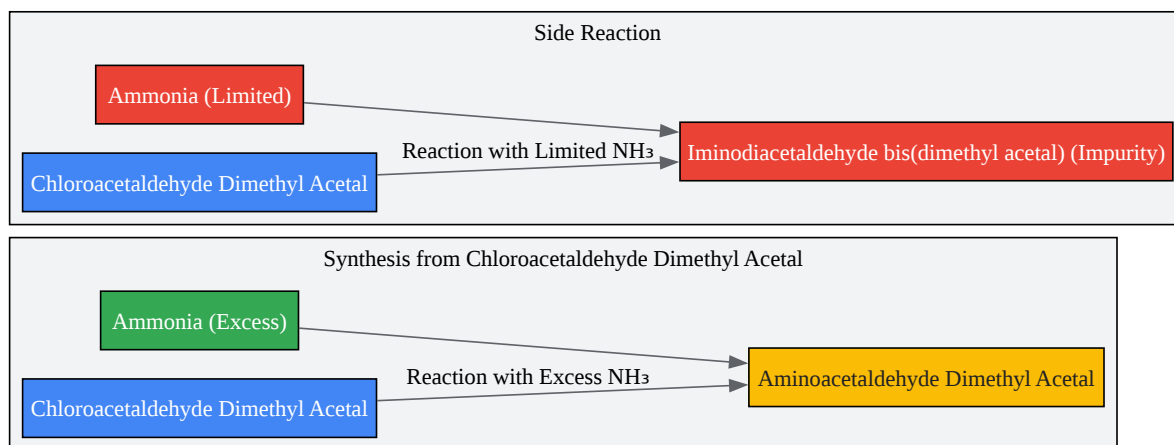 Side Reaction
Ammonia (Limited)
Reaction with Limited NH₃
Chloroacetaldehyde Dimethyl Acetal
Iminodiacetaldehyde bis(dimethyl acetal) (Impurity)
Synthesis from Chloroacetaldehyde Dimethyl Acetal
Ammonia (Excess)
Reaction with Excess NH₃
Chloroacetaldehyde Dimethyl Acetal
Aminoacetaldehyde Dimethyl Acetal